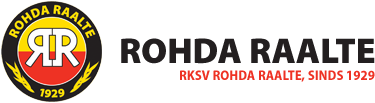 ROHDA RAALTE
RR
1929
ROHDA RAALTE
RKSV ROHDA RAALTE, SINDS 1929